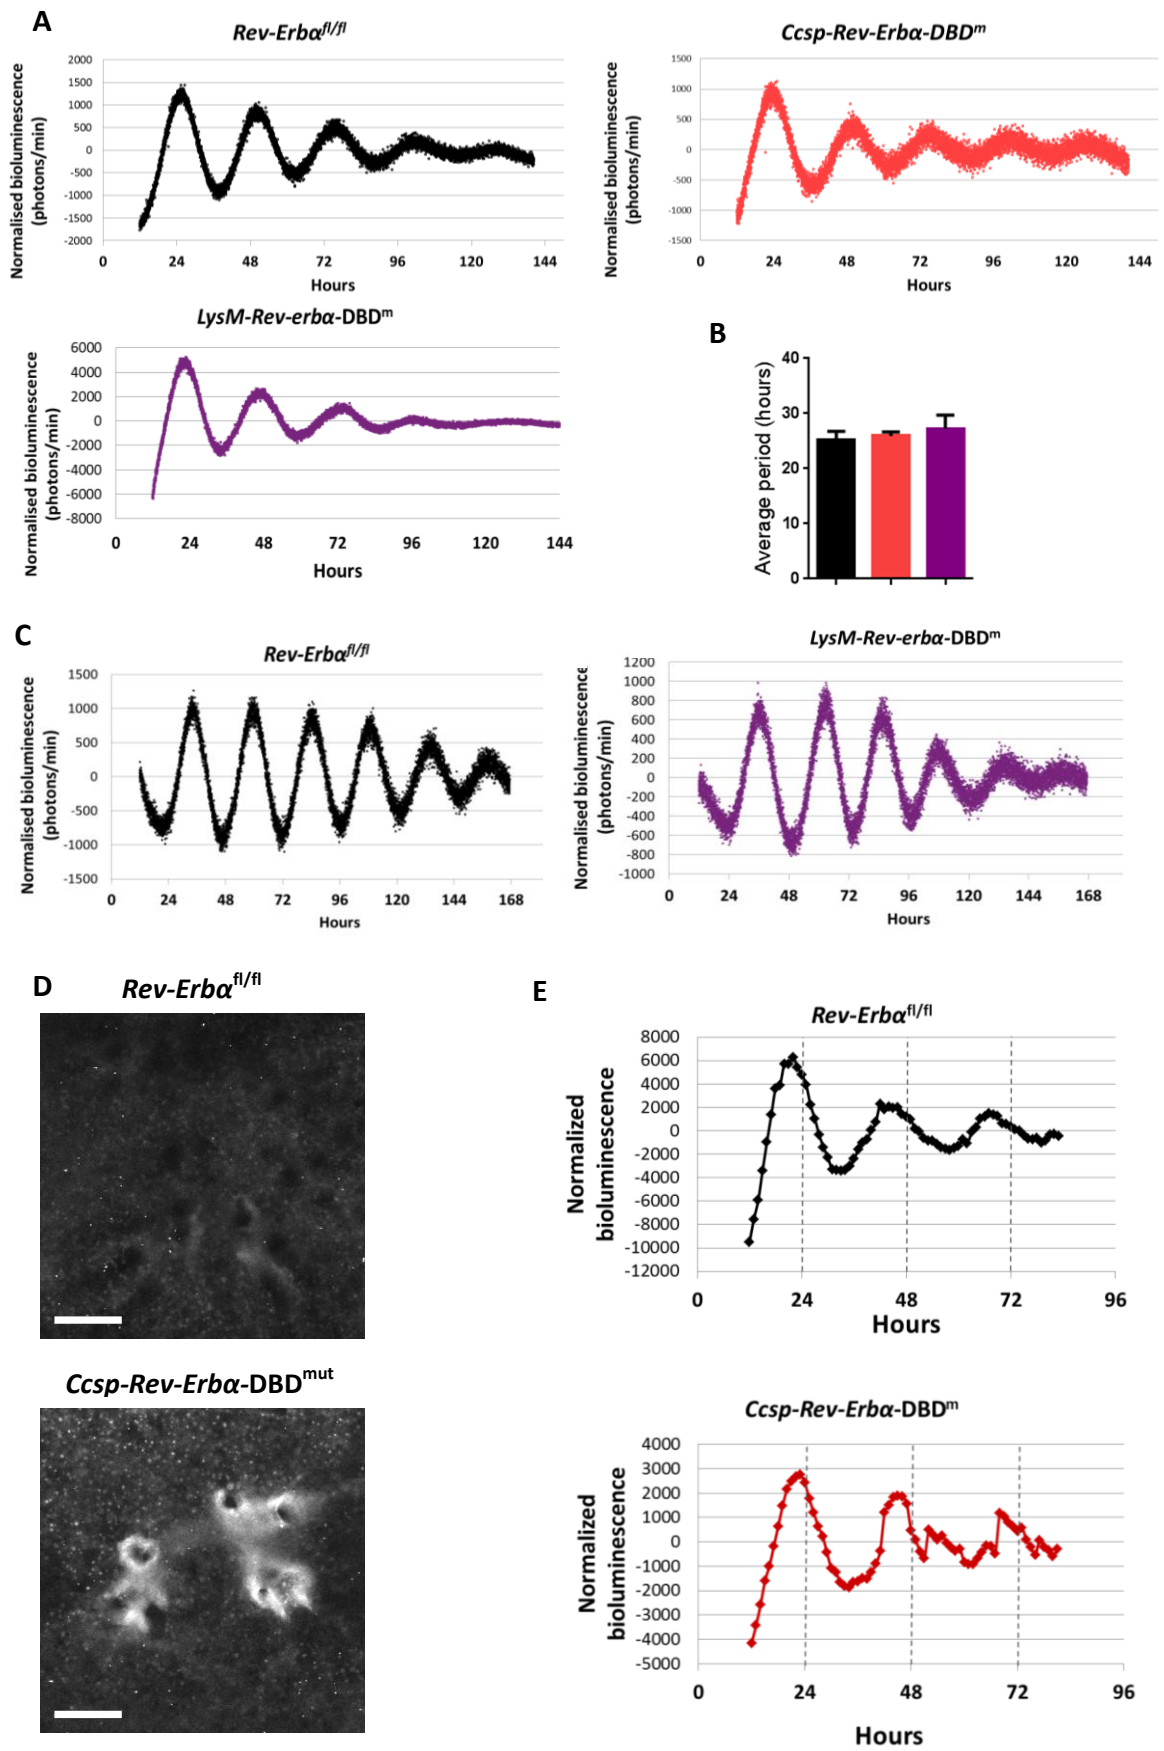 A
Rev-Erbα^fl/fl
Normalised bioluminescence
(photons/min)
2000
1500
1000
500
0
-500
-1000
-1500
-2000
0 24 48 72 96 120 144
Hours
Ccsp-Rev-Erbα-DBD^m
Normalised bioluminescence
(photons/min)
1500
1000
500
0
-500
-1000
-1500
0 24 48 72 96 120 144
Hours
LysM-Rev-erbα-DBD^m
Normalised bioluminescence
(photons/min)
6000
4000
2000
0
-2000
-4000
-6000
-8000
0 24 48 72 96 120 144
Hours
B
Average period (hours)
40
30
20
10
0
C
Rev-Erbα^fl/fl
Normalised bioluminescence
(photons/min)
1500
1000
500
0
-500
-1000
-1500
0 24 48 72 96 120 144 168
Hours
LysM-Rev-erbα-DBD^m
Normalised bioluminescence
(photons/min)
1200
1000
800
600
400
200
0
-200
-400
-600
-800
-1000
0 24 48 72 96 120 144 168
Hours
D
Rev-Erbα^fl/fl
Ccsp-Rev-Erbα-DBD^mut
E
Rev-Erbα^fl/fl
Normalized
bioluminescence
8000
6000
4000
2000
0
-2000
-4000
-6000
-8000
-10000
-12000
0 24 48 72 96
Hours
Ccsp-Rev-Erbα-DBD^m
Normalized
bioluminescence
4000
3000
2000
1000
0
-1000
-2000
-3000
-4000
-5000
0 24 48 72 96
Hours